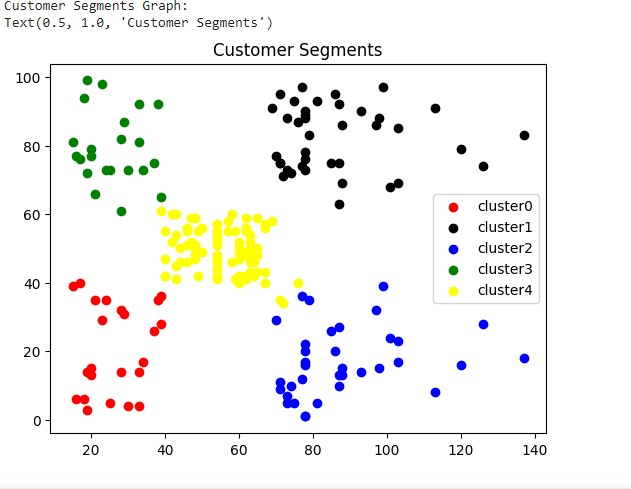 Customer Segments Graph:
Text(0.5, 1.0, 'Customer Segments')
Customer Segments
100
80
60
40
20
0
cluster0
cluster1
cluster2
cluster3
cluster4
20 40 60 80 100 120 140